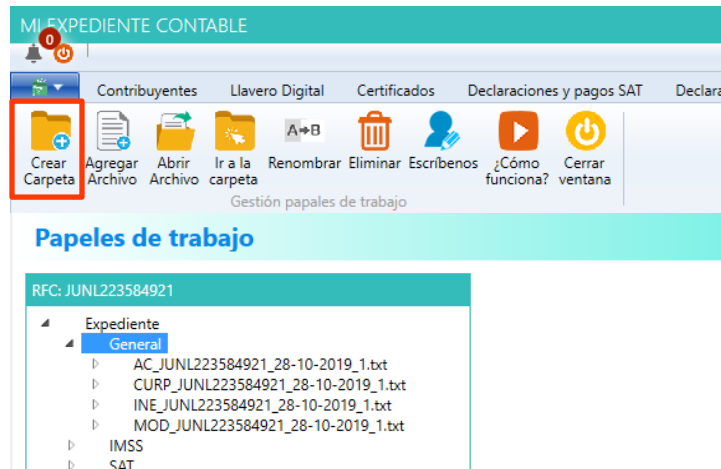 MI EXPEDIENTE CONTABLE
0
Contribuyentes Llavero Digital Certificados Declaraciones y pagos SAT Declara
A B
Crear Carpeta
Agregar Archivo
Abrir Archivo
Ir a la carpeta
Renombrar
Eliminar
Escríbenos
¿Cómo funciona?
Cerrar ventana
Gestión papales de trabajo
Papeles de trabajo
RFC: JUNL223584921
Expediente
General
AC_JUNL223584921_28-10-2019_1.txt
CURP_JUNL223584921_28-10-2019_1.txt
INE_JUNL223584921_28-10-2019_1.txt
MOD_JUNL223584921_28-10-2019_1.txt
IMSS
SAT